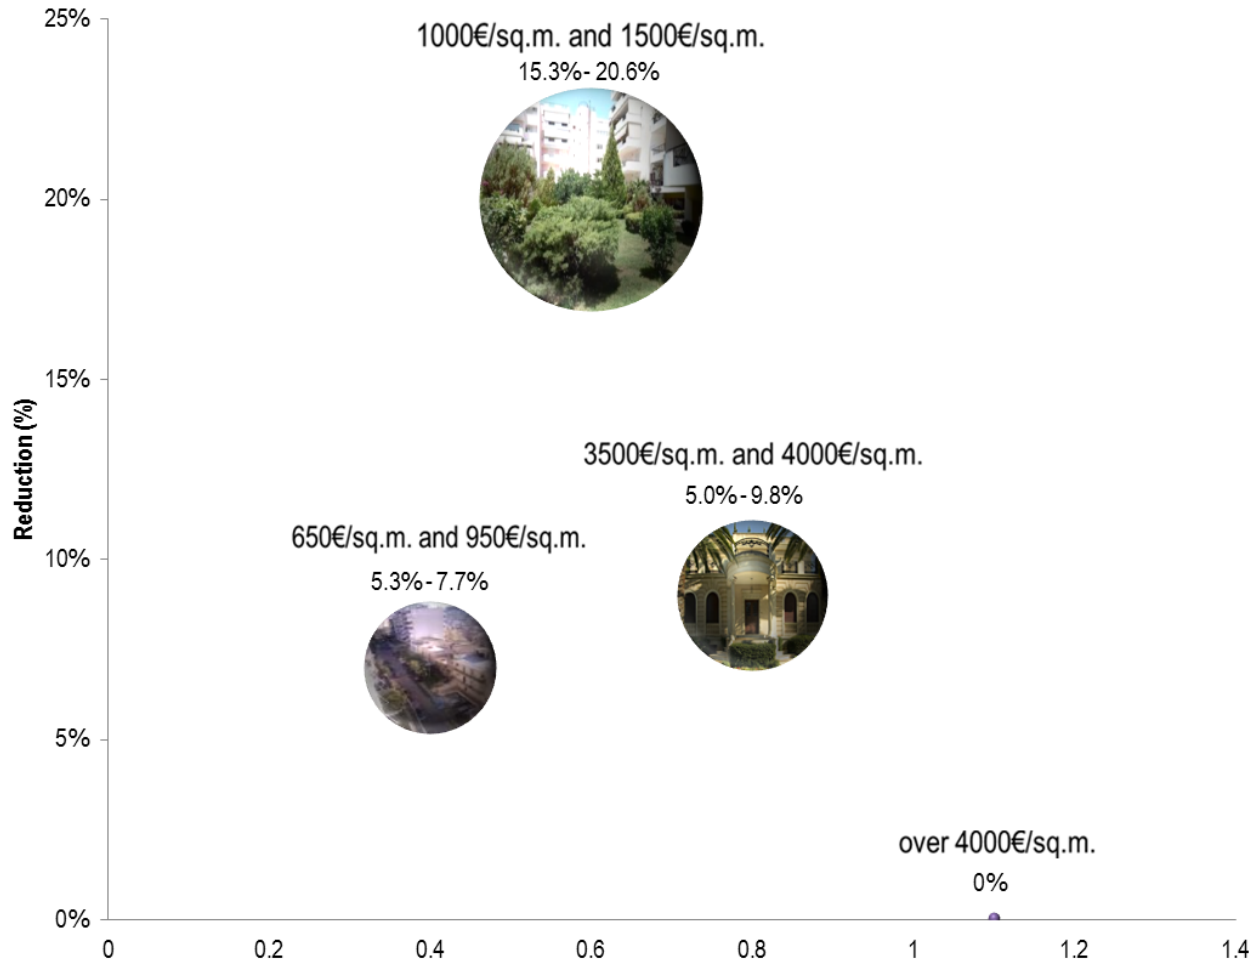 25%
1000€/sq.m. and 1500€/sq.m.
15.3%- 20.6%
20%
15%
Reduction (%)
3500€/sq.m. and 4000€/sq.m.
5.0%- 9.8%
650€/sq.m. and 950€/sq.m.
10%
5.3%- 7.7%
5%
over 4000€/sq.m.
0%
0%
0 0.2 0.4 0.6 0.8 1 1.2 1.4